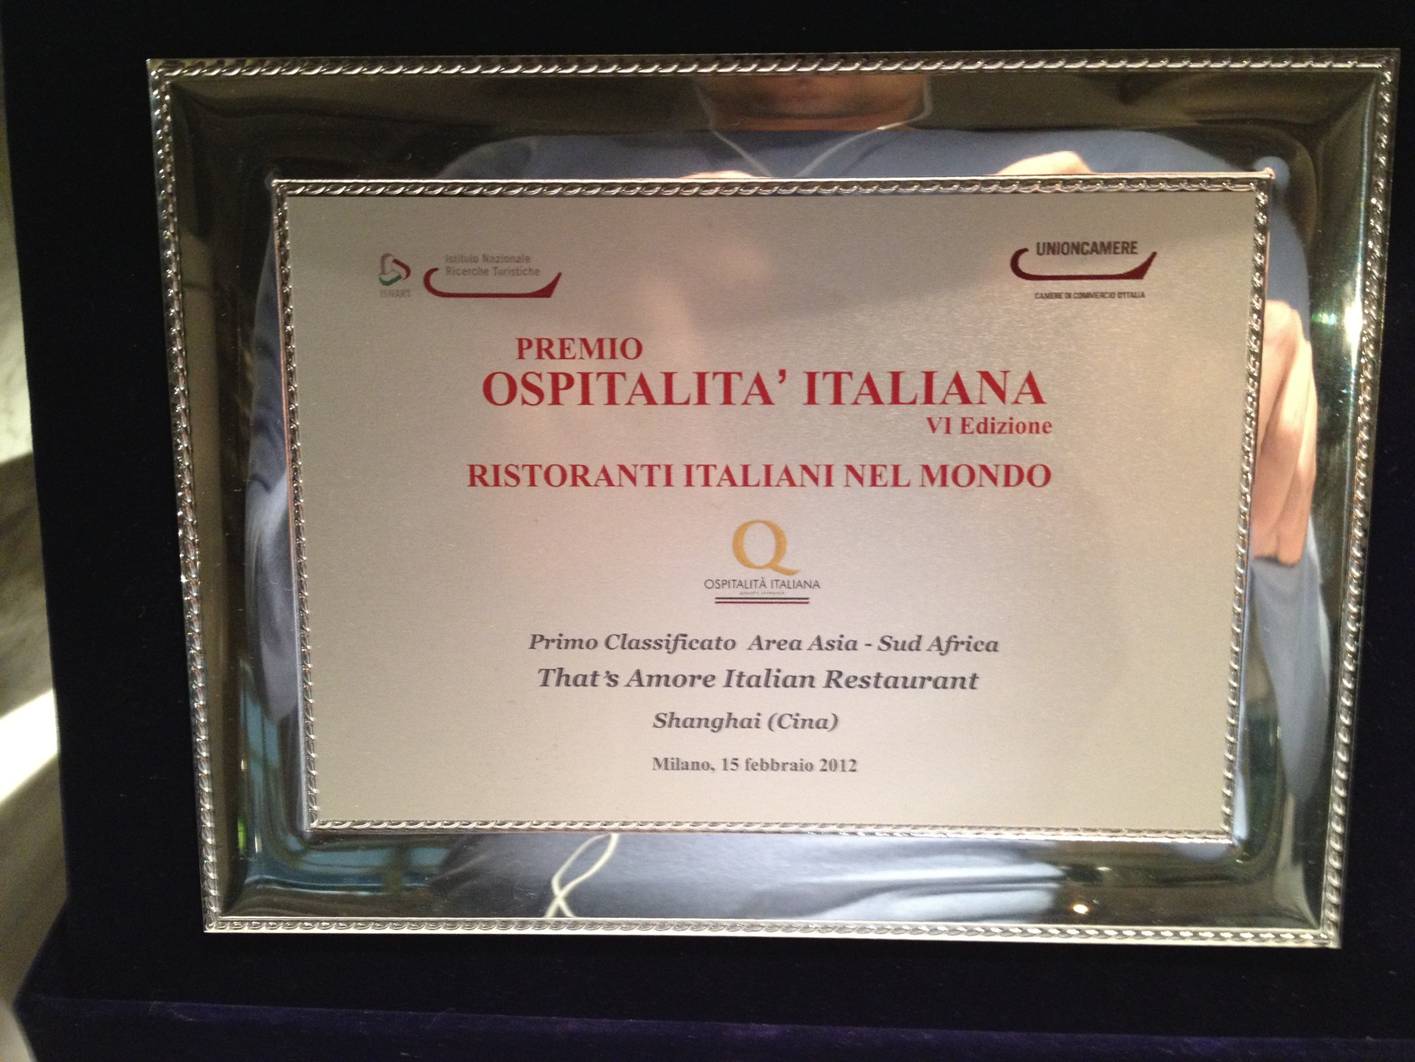 Istituto Nazionale
Ricerche Turistiche
ISNART
UNIONCAMERE
CAMERE DI COMMERCIO D'ITALIA
PREMIO
OSPITALITA’ ITALIANA
VI Edizione
RISTORANTI ITALIANI NEL MONDO
Q
OSPITALITÀ ITALIANA
Primo Classificato Area Asia - Sud Africa
That’s Amore Italian Restaurant
Shanghai (Cina)
Milano, 15 febbraio 2012